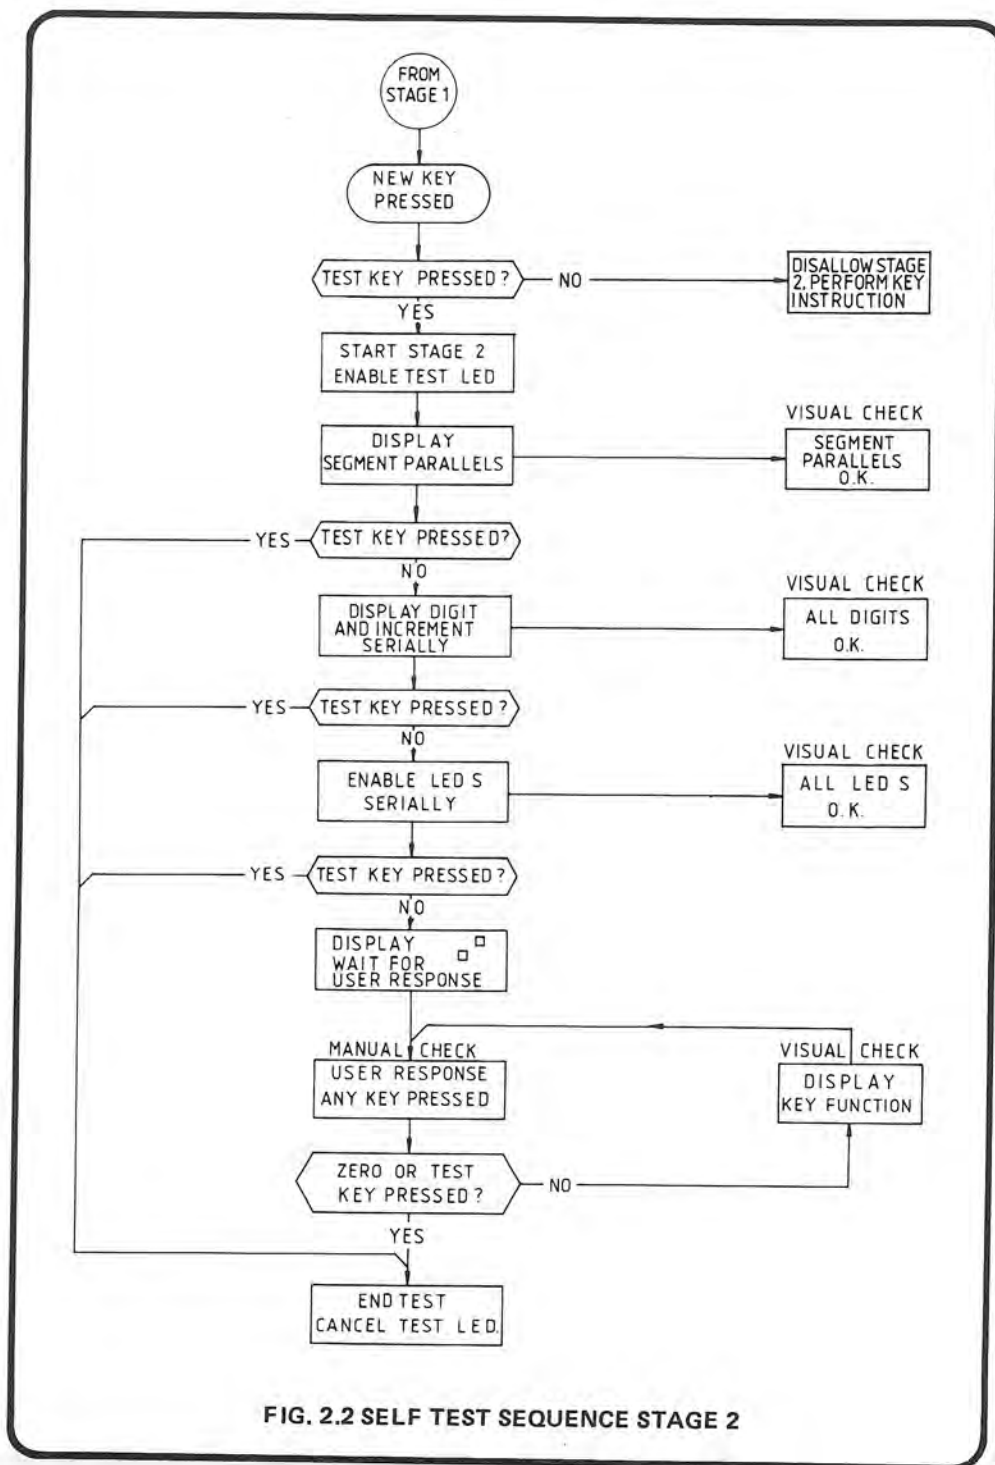 FROM
STAGE 1
NEW KEY
PRESSED
TEST KEY PRESSED?
NO
DISALLOW STAGE
2. PERFORM KEY
INSTRUCTION
YES
START STAGE 2
ENABLE TEST LED
VISUAL CHECK
DISPLAY
SEGMENT PARALLELS
SEGMENT
PARALLELS
O.K.
YES
TEST KEY PRESSED?
NO
VISUAL CHECK
DISPLAY DIGIT
AND INCREMENT
SERIALLY
ALL DIGITS
O.K.
YES
TEST KEY PRESSED?
NO
VISUAL CHECK
ENABLE LED S
SERIALLY
ALL LED S
O.K.
YES
TEST KEY PRESSED?
NO
DISPLAY
WAIT FOR
USER RESPONSE
MANUAL CHECK
USER RESPONSE
ANY KEY PRESSED
VISUAL CHECK
DISPLAY
KEY FUNCTION
ZERO OR TEST
KEY PRESSED?
NO
YES
END TEST
CANCEL TEST LED.
FIG. 2.2 SELF TEST SEQUENCE STAGE 2